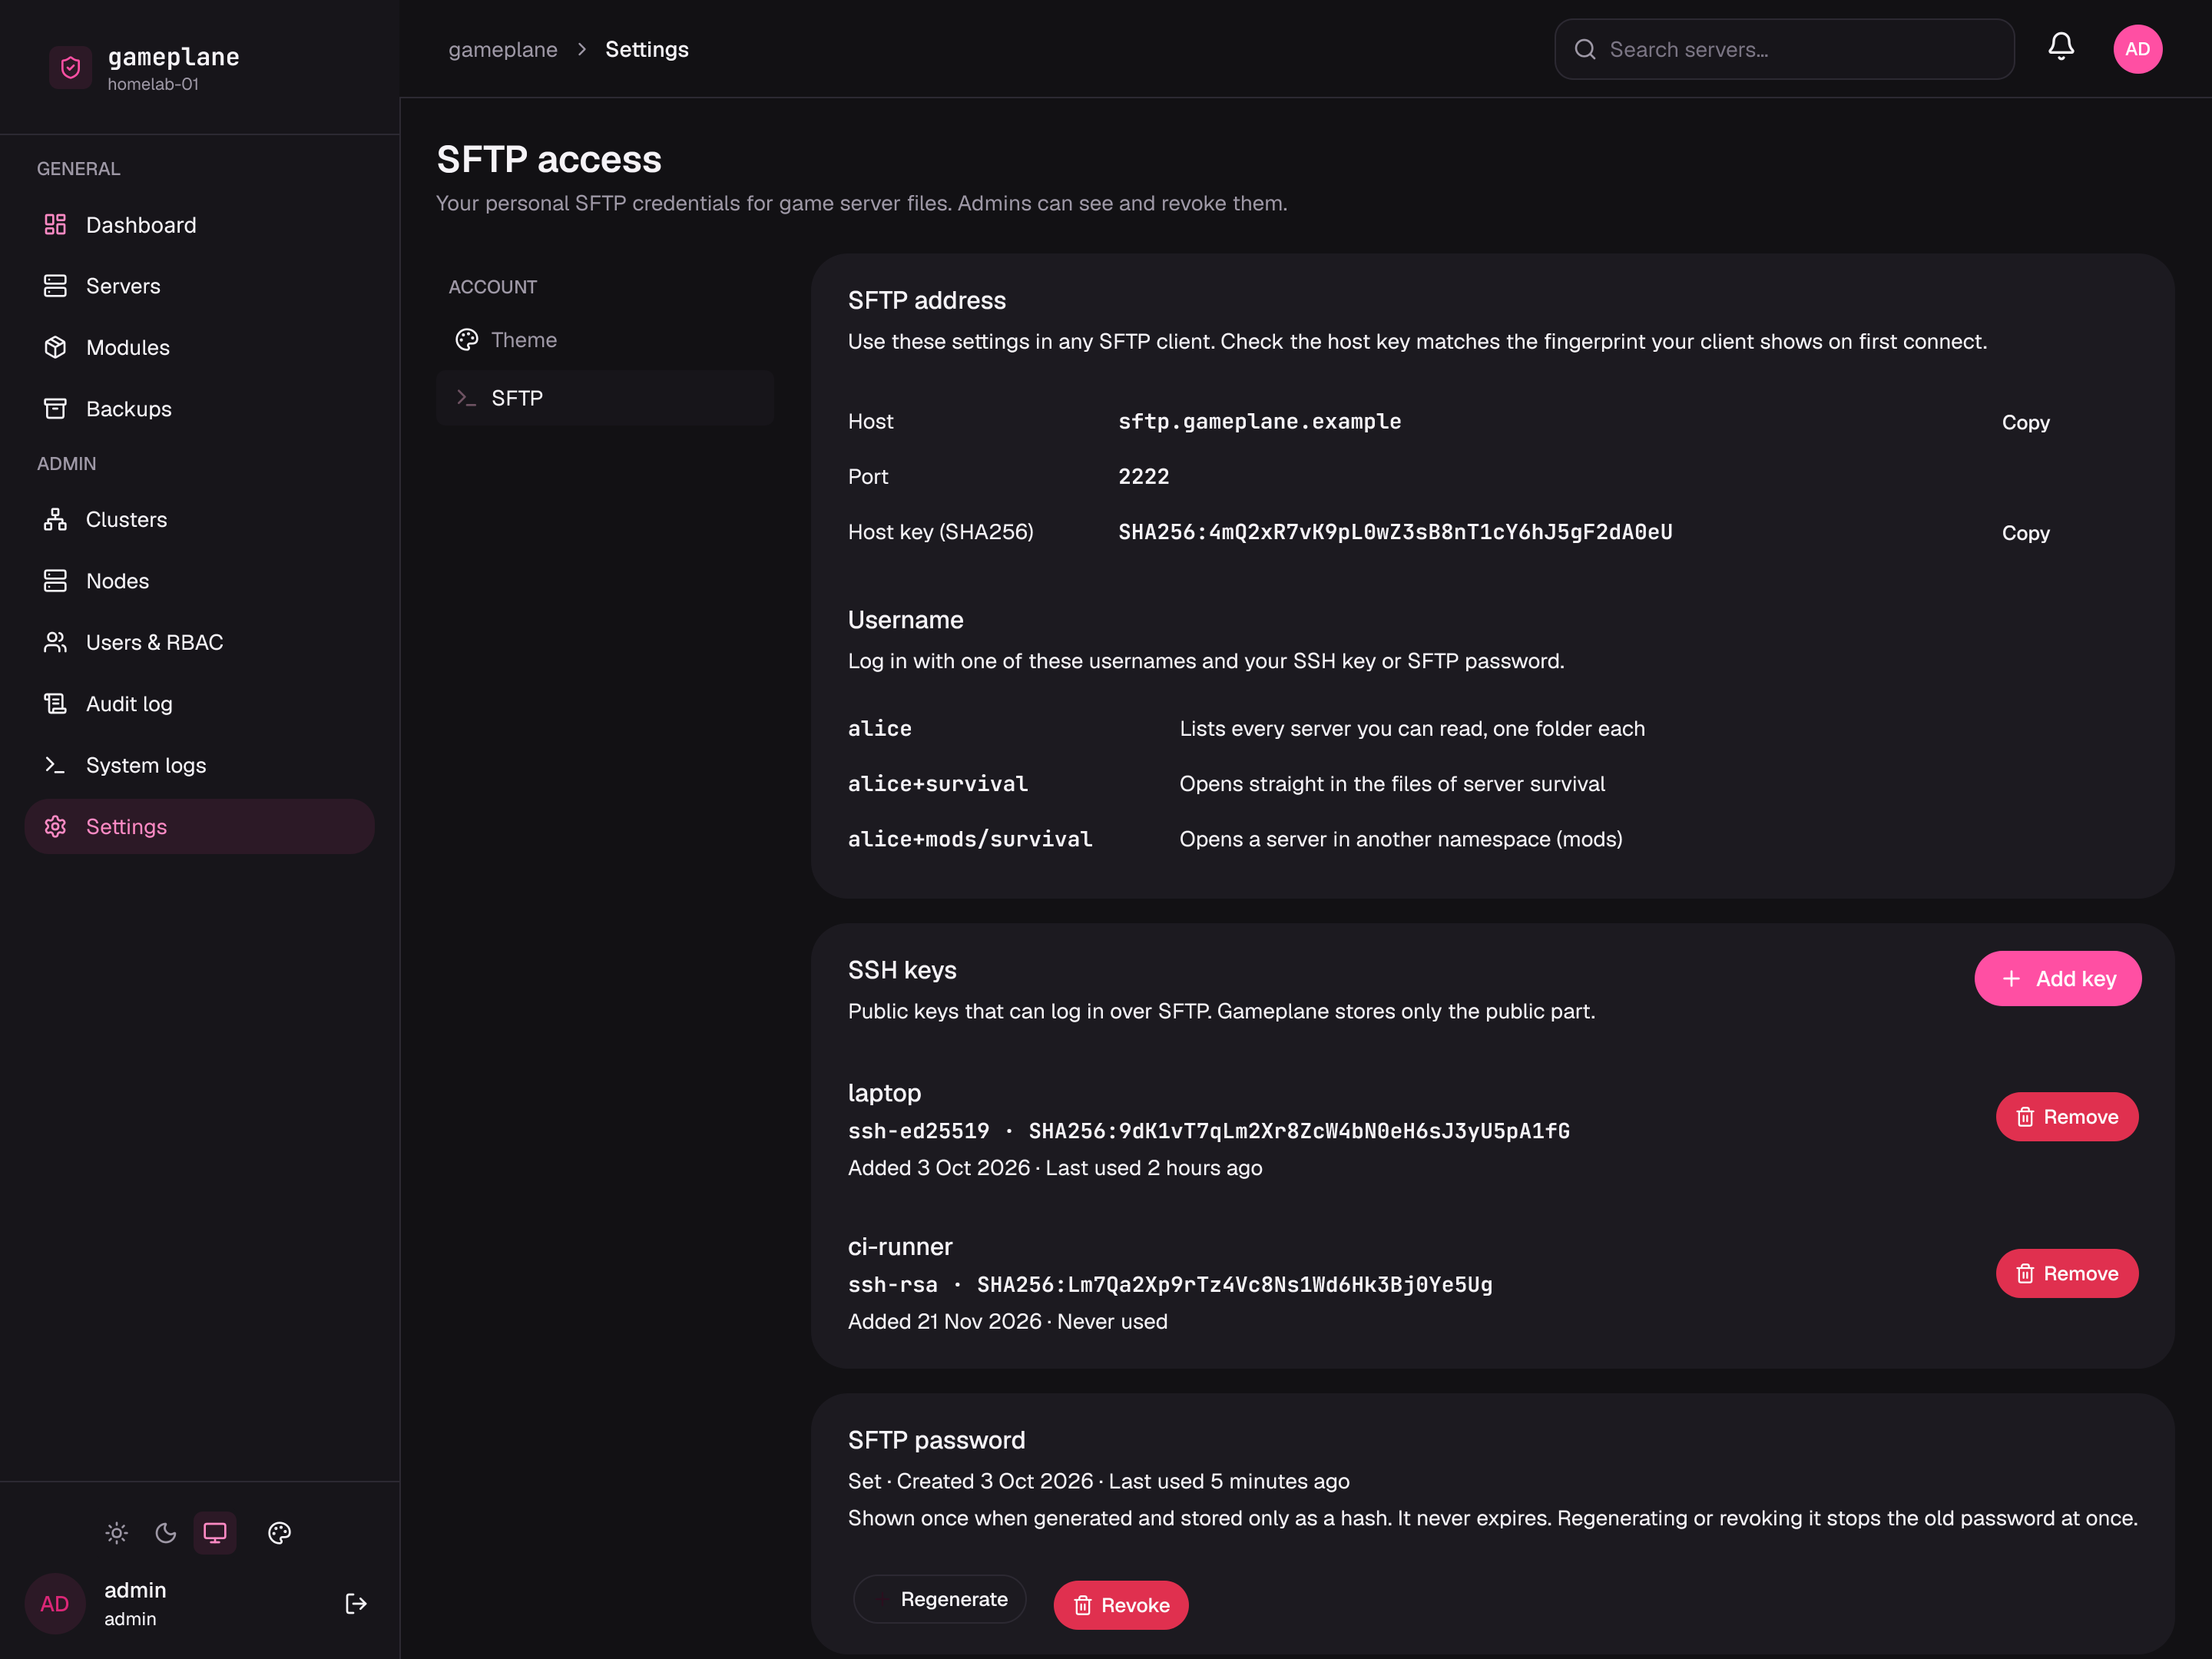 gameplane
homelab-01
gameplane > Settings
Search servers...
AD
GENERAL
Dashboard
Servers
Modules
Backups
ADMIN
Clusters
Nodes
Users & RBAC
Audit log
System logs
Settings
AD
admin
admin
SFTP access
Your personal SFTP credentials for game server files. Admins can see and revoke them.
ACCOUNT
Theme
SFTP
SFTP address
Use these settings in any SFTP client. Check the host key matches the fingerprint your client shows on first connect.
Host sftp.gameplane.example Copy
Port 2222
Host key (SHA256) SHA256:4mQ2xR7vK9pL0wZ3sB8nT1cY6hJ5gF2dA0eU Copy
Username
Log in with one of these usernames and your SSH key or SFTP password.
alice Lists every server you can read, one folder each
alice+survival Opens straight in the files of server survival
alice+mods/survival Opens a server in another namespace (mods)
SSH keys
Add key
Public keys that can log in over SFTP. Gameplane stores only the public part.
laptop
ssh-ed25519 · SHA256:9dK1vT7qLm2Xr8ZcW4bN0eH6sJ3yU5pA1fG
Added 3 Oct 2026 · Last used 2 hours ago
Remove
ci-runner
ssh-rsa · SHA256:Lm7Qa2Xp9rTz4Vc8Ns1Wd6Hk3Bj0Ye5Ug
Added 21 Nov 2026 · Never used
Remove
SFTP password
Set · Created 3 Oct 2026 · Last used 5 minutes ago
Shown once when generated and stored only as a hash. It never expires. Regenerating or revoking it stops the old password at once.
Regenerate
Revoke